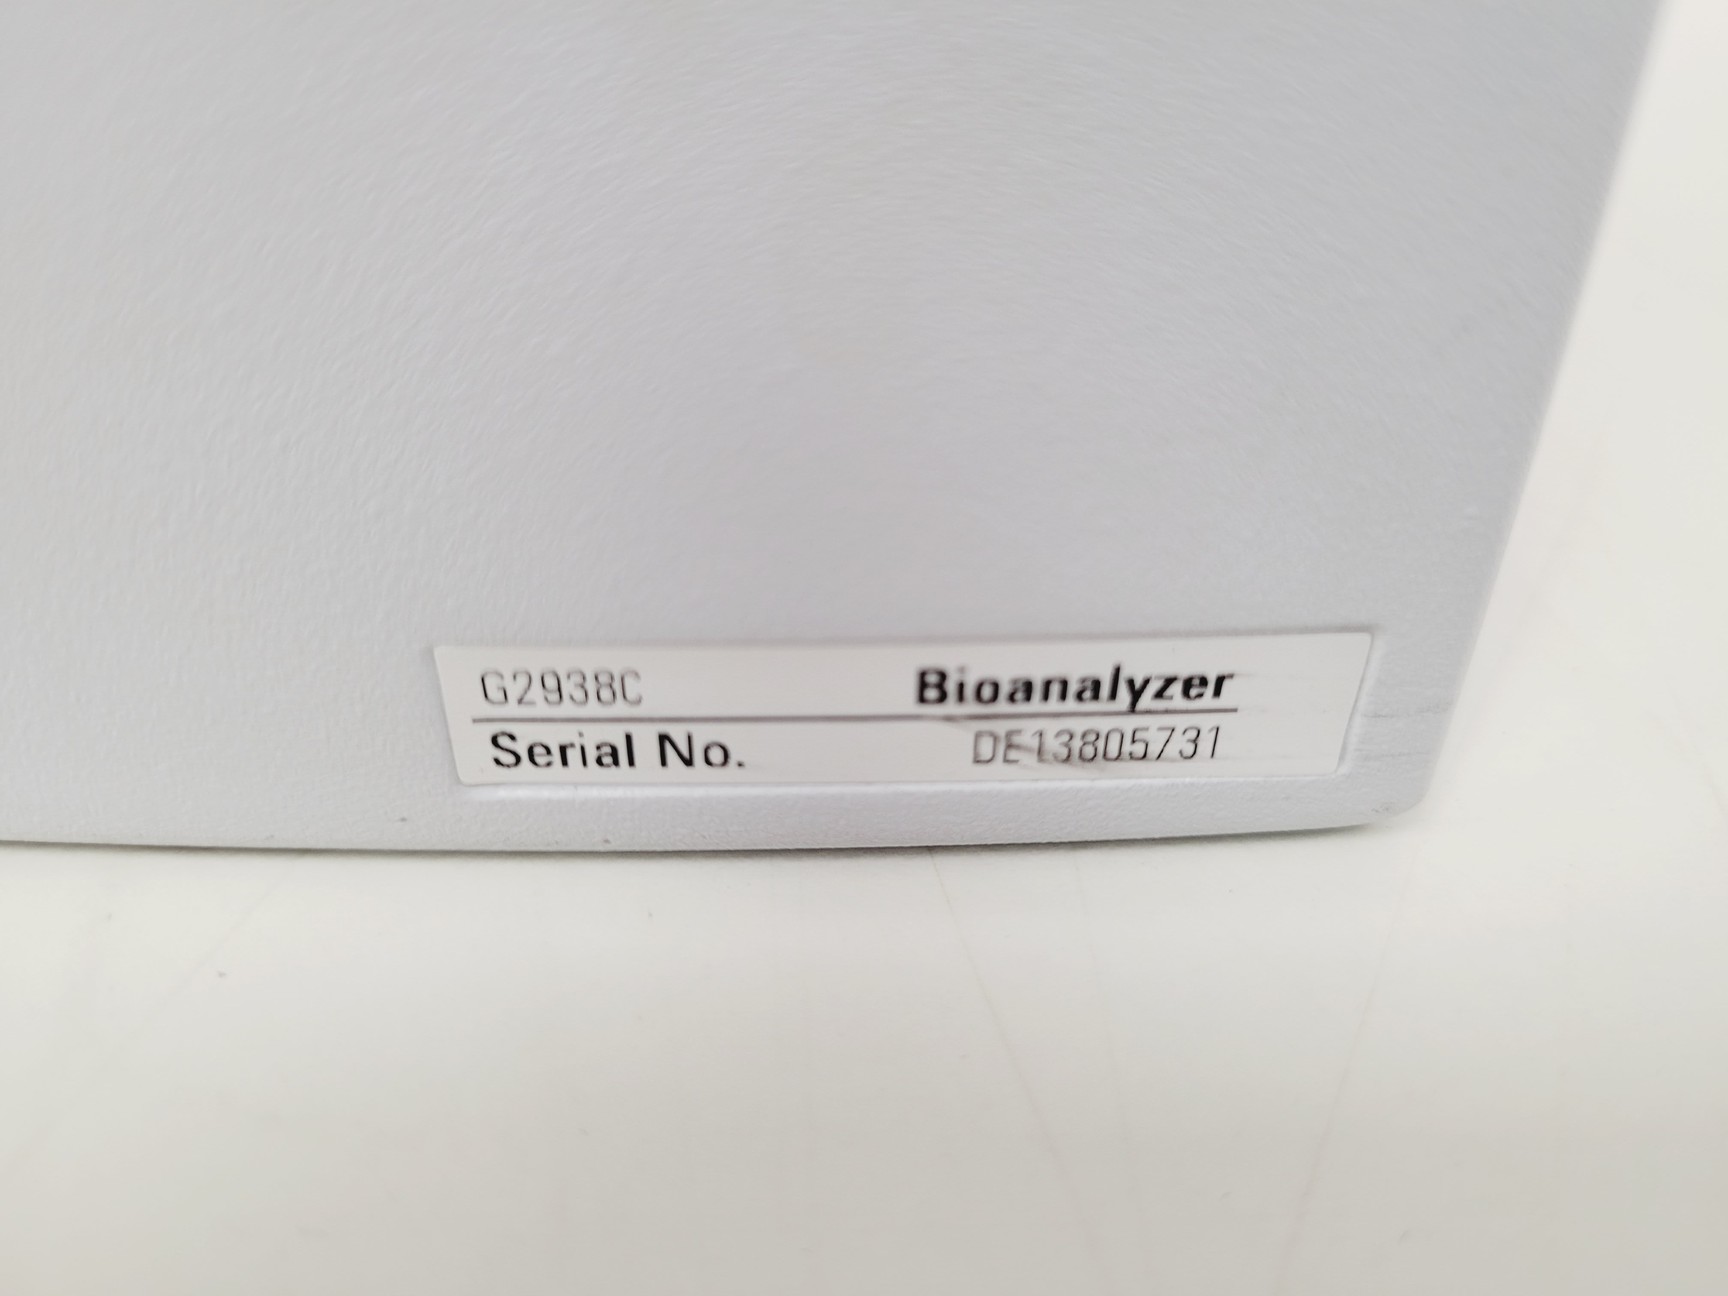 G2938C Bioanalyzer
Serial No. DE13805731